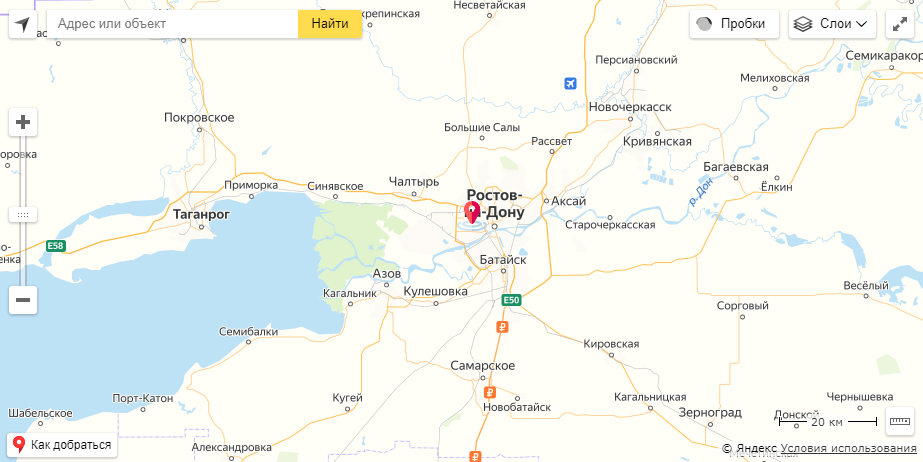 Несветайская
крепинская
Адрес или объект
Найти
Пробки
Слои
Семикаракор
Персиановский
Мелиховская
Новочеркасск
Покровское
Большие Салы
Рассвет
Кривянская
Багаевская
Ёлкин
Приморка
Синявское
Чалтырь
Ростов-
на-Дону
Аксай
р. Дон
Таганрог
Старочеркасская
E58
Батайск
Азов
Кулешовка
Кагальник
E50
Весёлый
Сорговый
Семибалки
Кировская
Самарское
Порт-Катон
Кугей
Новобатайск
Кагальницкая
Чернышевка
Шабельское
Зерноград
Донской
20 км
Как добраться
Александровка
© Яндекс Условия использования